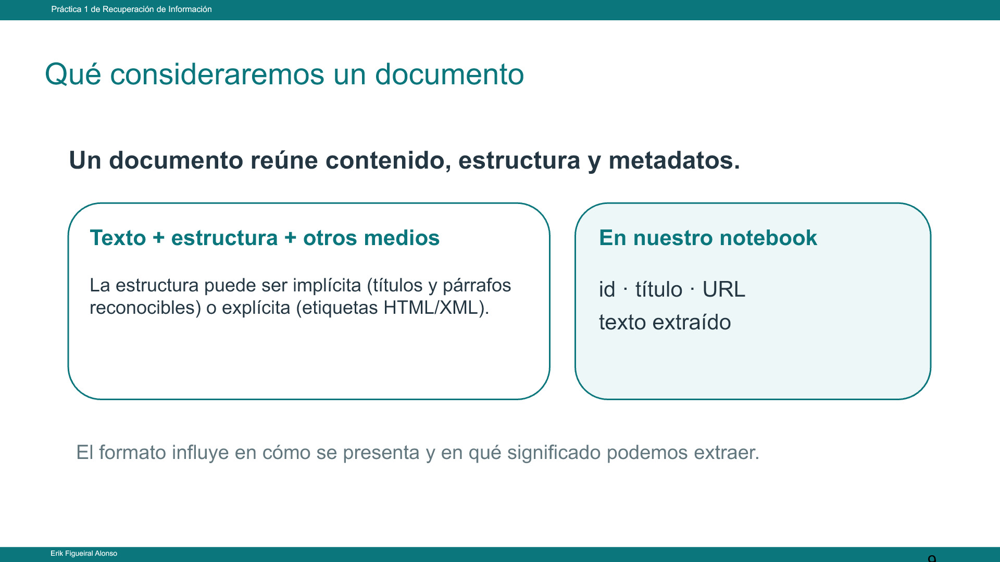 Práctica 1 de Recuperación de Información
Qué consideraremos un documento
Un documento reúne contenido, estructura y metadatos.
Texto + estructura + otros medios
La estructura puede ser implícita (títulos y párrafos
reconocibles) o explícita (etiquetas HTML/XML).
En nuestro notebook
id · título · URL
texto extraído
El formato influye en cómo se presenta y en qué significado podemos extraer.
Erik Figueiral Alonso
9